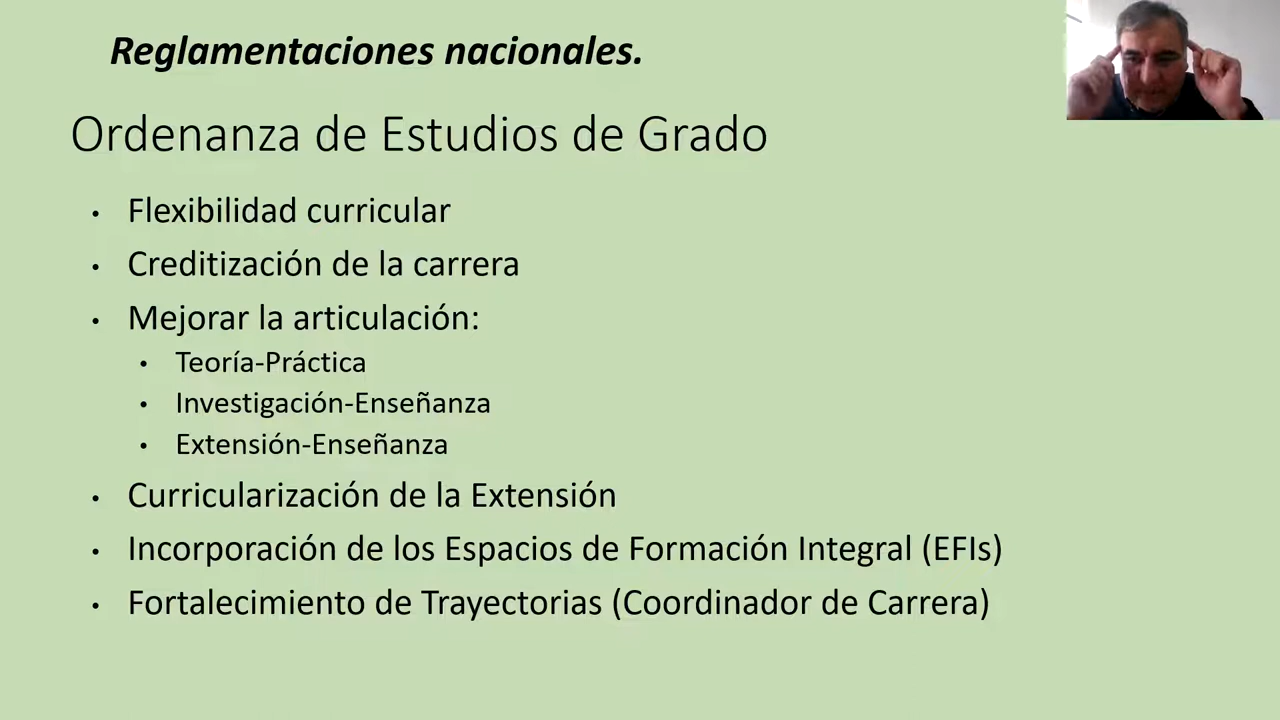 Reglamentaciones nacionales.
Ordenanza de Estudios de Grado
• Flexibilidad curricular
• Creditización de la carrera
• Mejorar la articulación:
• Teoría-Práctica
• Investigación-Enseñanza
• Extensión-Enseñanza
• Curricularización de la Extensión
• Incorporación de los Espacios de Formación Integral (EFIs)
• Fortalecimiento de Trayectorias (Coordinador de Carrera)